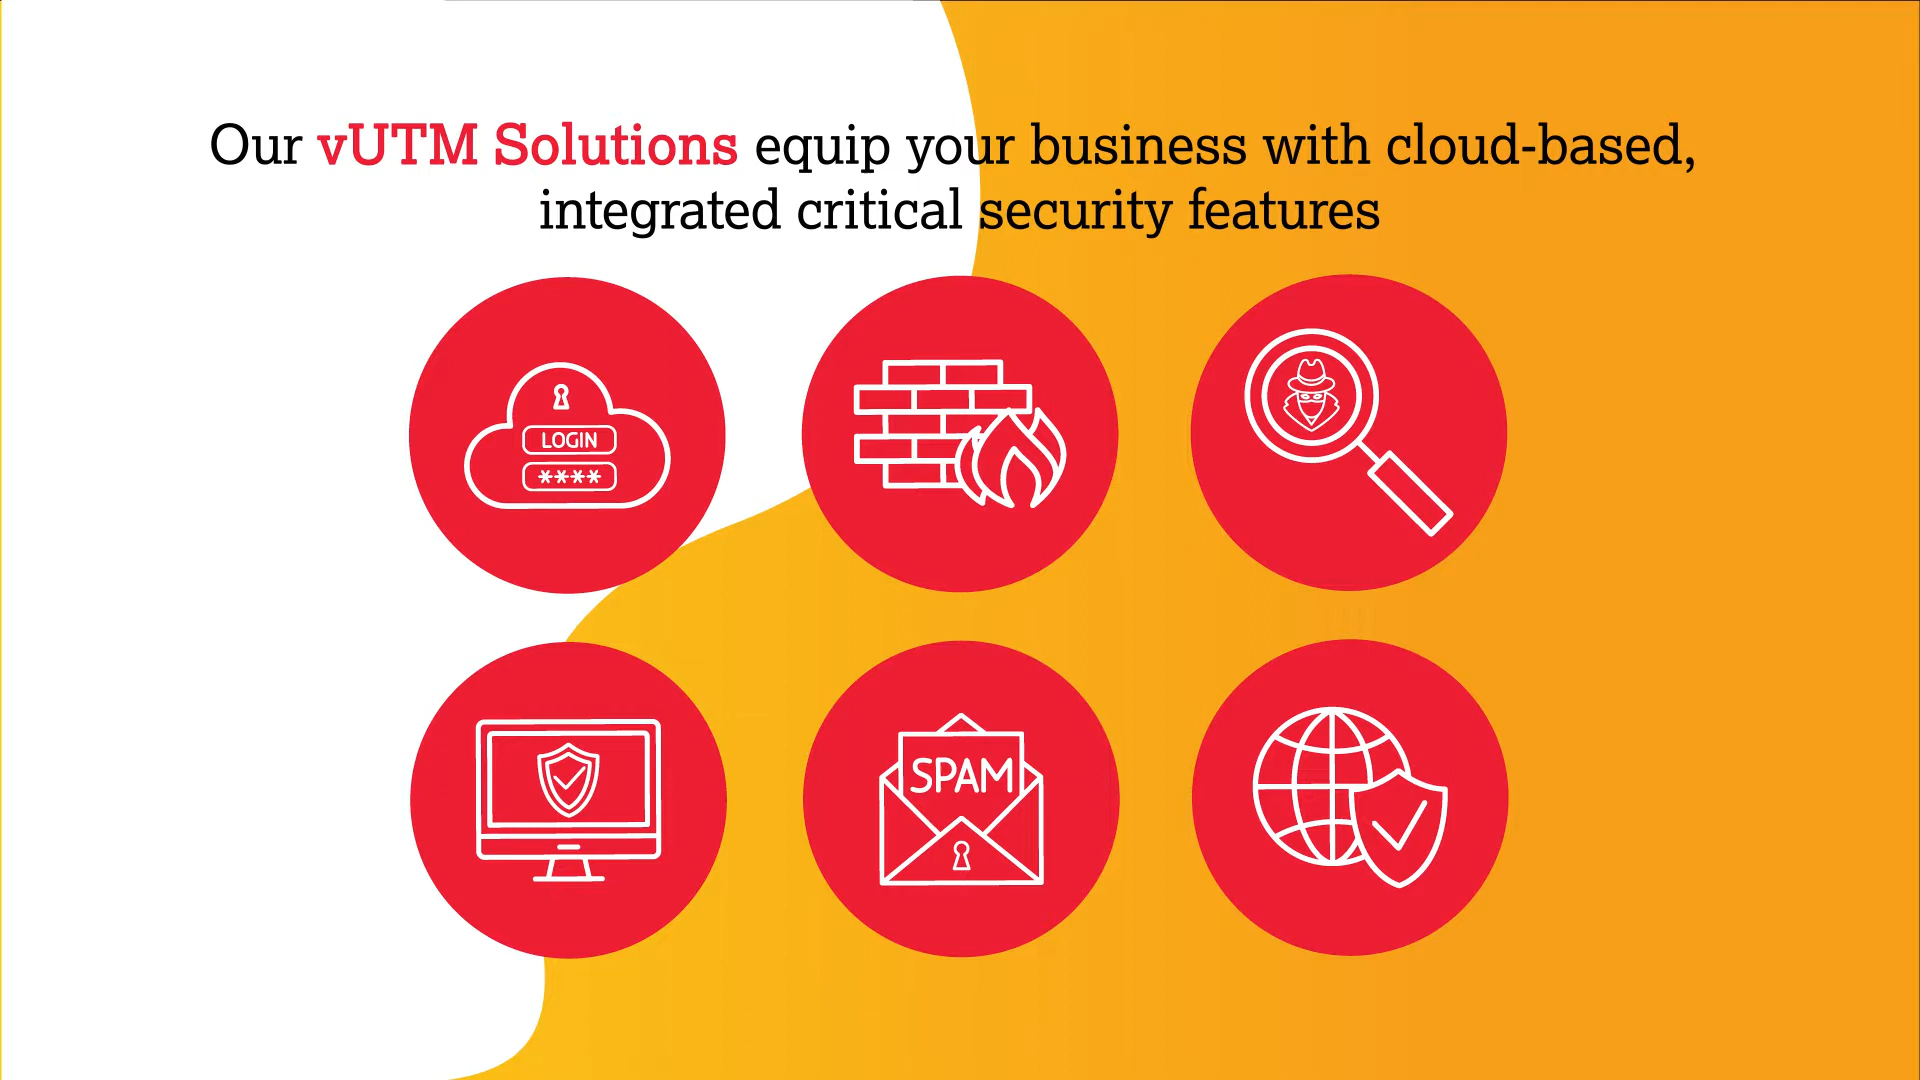 Our vUTM Solutions equip your business with cloud-based,
integrated critical security features
LOGIN
****
SPAM